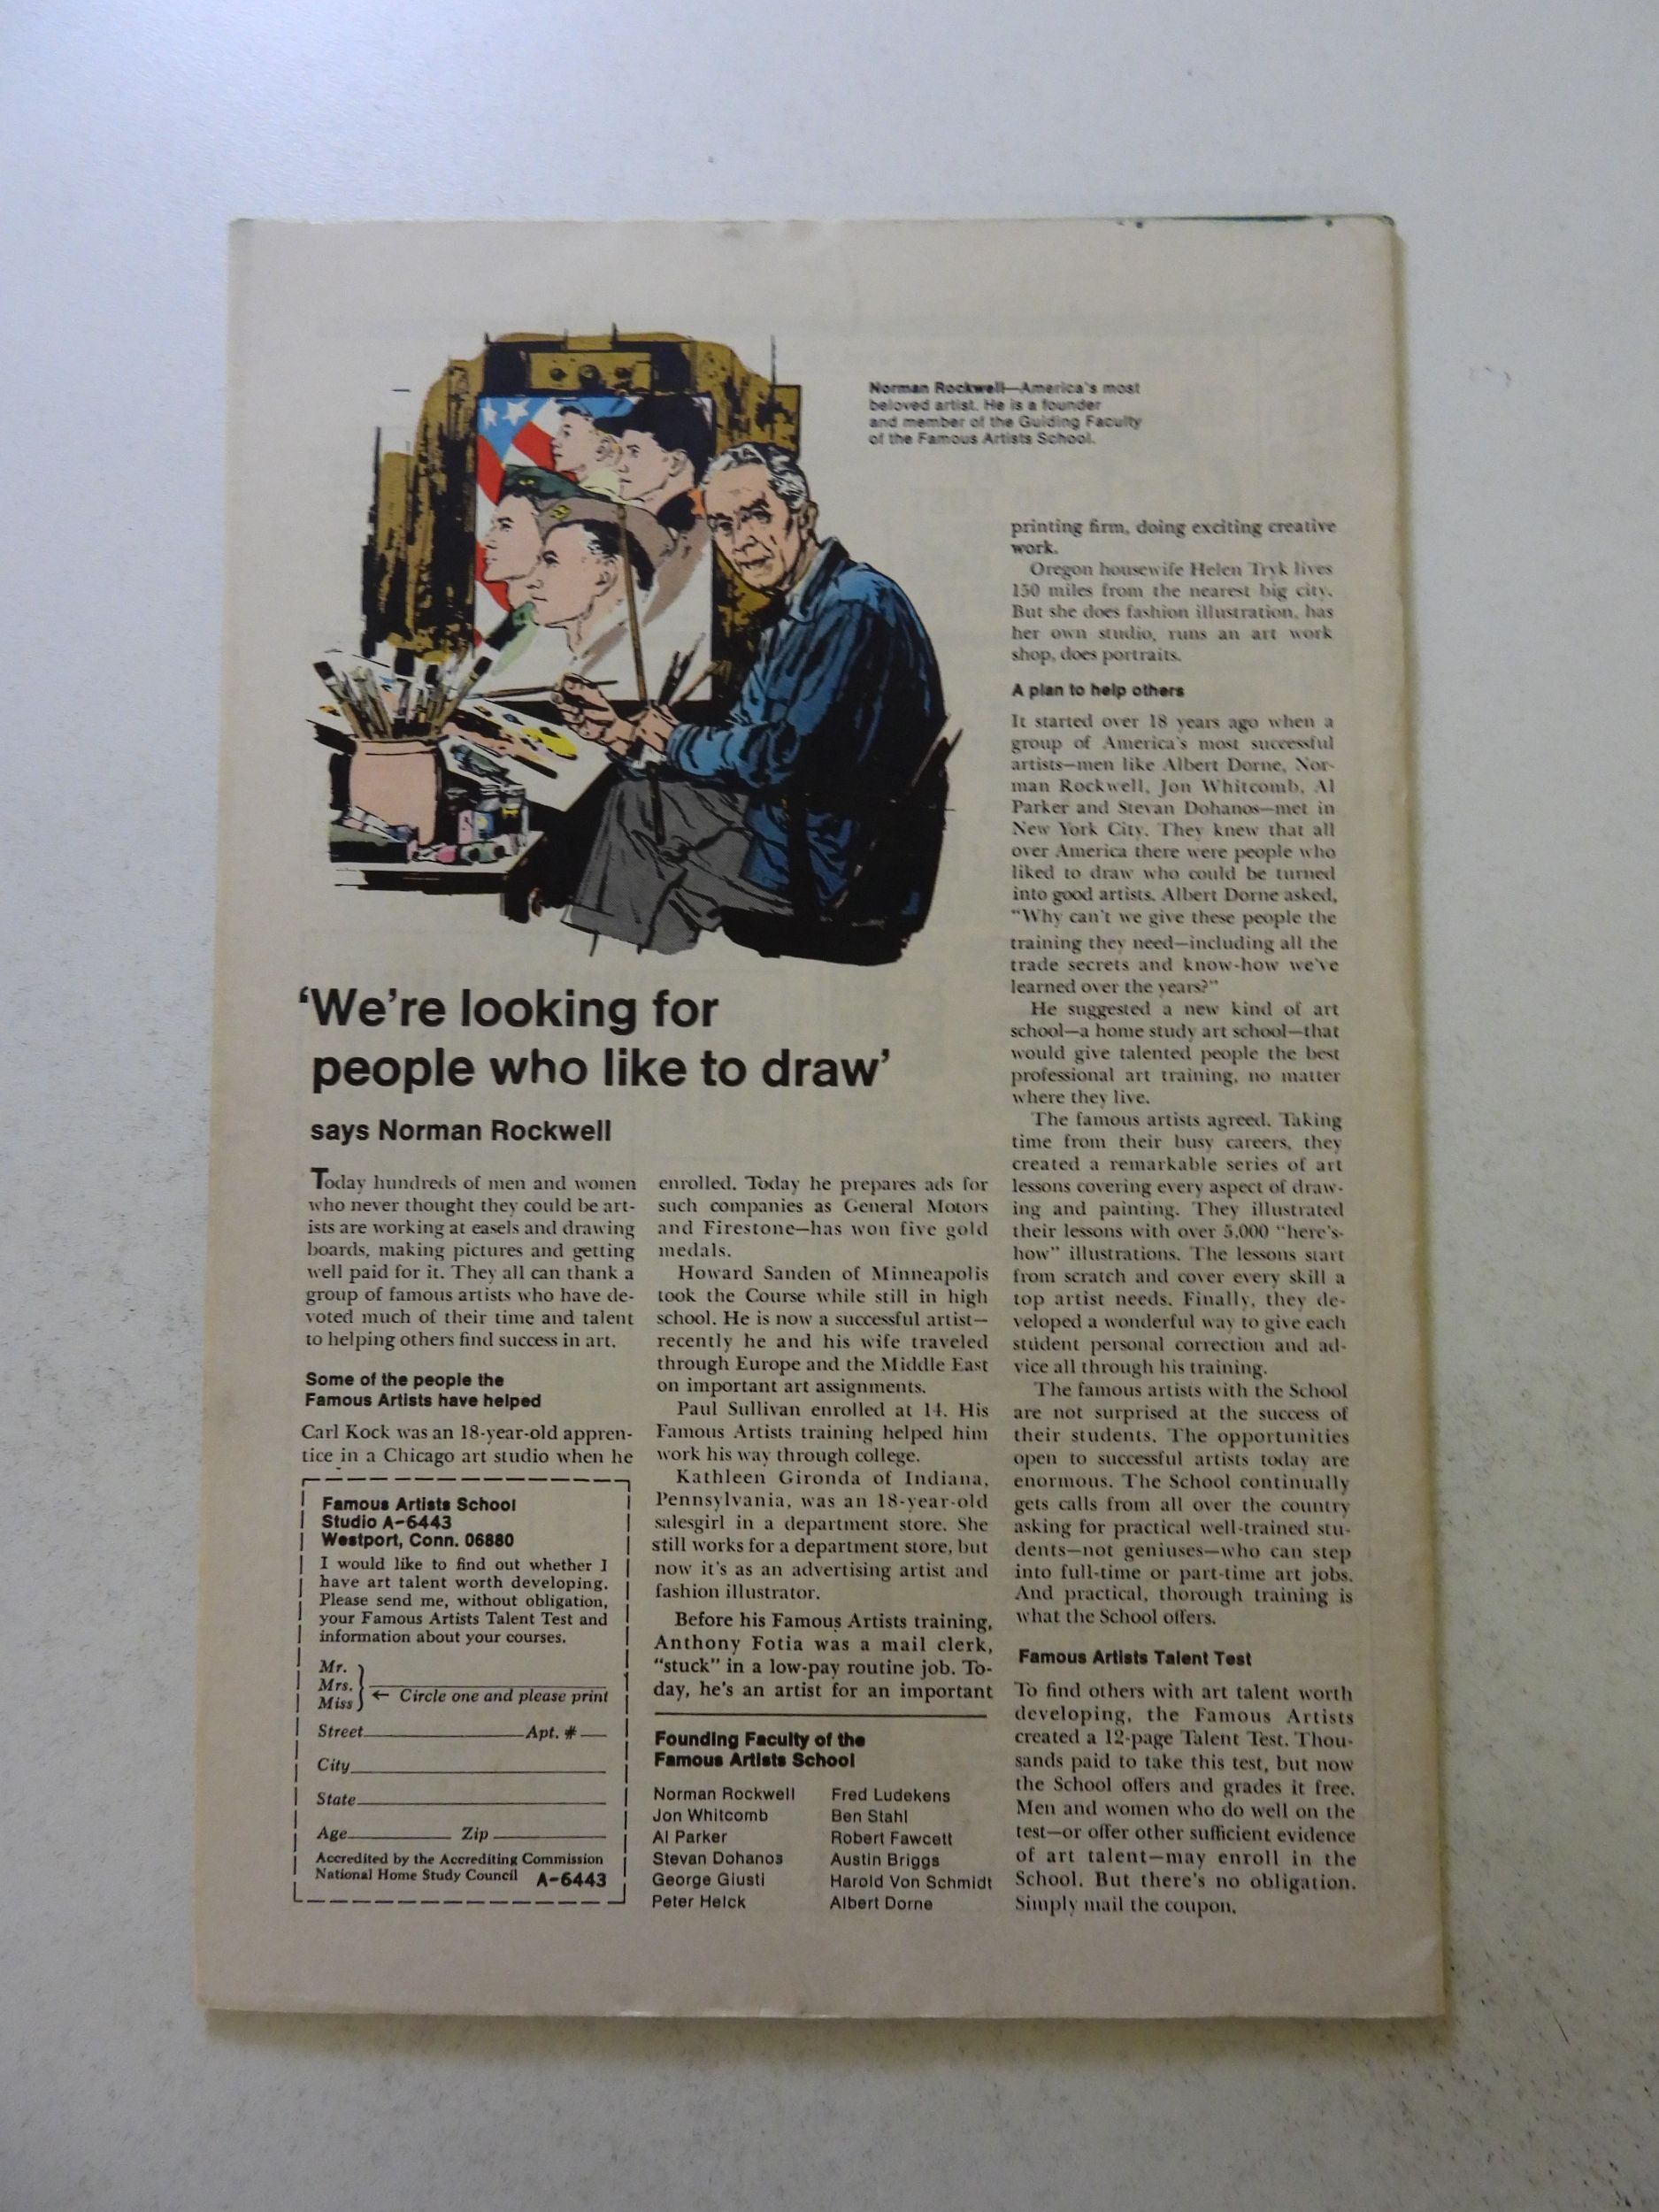 Norman Rockwell—America's most
beloved artist. He is a founder
and member of the Guiding Faculty
of the Famous Artists School.
'We're looking for
people who like to draw'
says Norman Rockwell
Today hundreds of men and women
who never thought they could be art-
ists are working at easels and drawing
boards, making pictures and getting
well paid for it. They all can thank a
group of famous artists who have de-
voted much of their time and talent
to helping others find success in art.
Some of the people the
Famous Artists have helped
Carl Kock was an 18-year-old appren-
tice in a Chicago art studio when he
enrolled. Today he prepares ads for
such companies as General Motors
and Firestone—has won five gold
medals.
Howard Sanden of Minneapolis
took the Course while still in high
school. He is now a successful artist—
recently he and his wife traveled
through Europe and the Middle East
on important art assignments.
Paul Sullivan enrolled at 14. His
Famous Artists training helped him
work his way through college.
Kathleen Gironda of Indiana,
Pennsylvania, was an 18-year-old
salesgirl in a department store. She
still works for a department store, but
now it's as an advertising artist and
fashion illustrator.
Before his Famous Artists training,
Anthony Fotia was a mail clerk,
"stuck" in a low-pay routine job. To-
day, he's an artist for an important
printing firm, doing exciting creative
work.
Oregon housewife Helen Tryk lives
150 miles from the nearest big city.
But she does fashion illustration, has
her own studio, runs an art work
shop, does portraits.
A plan to help others
It started over 18 years ago when a
group of America's most successful
artists—men like Albert Dorne, Nor-
man Rockwell, Jon Whitcomb, Al
Parker and Stevan Dohanos—met in
New York City. They knew that all
over America there were people who
liked to draw who could be turned
into good artists. Albert Dorne asked,
"Why can't we give these people the
training they need—including all the
trade secrets and know-how we've
learned over the years?"
He suggested a new kind of art
school—a home study art school—that
would give talented people the best
professional art training, no matter
where they live.
The famous artists agreed. Taking
time from their busy careers, they
created a remarkable series of art
lessons covering every aspect of draw-
ing and painting. They illustrated
their lessons with over 5,000 "here's-
how" illustrations. The lessons start
from scratch and cover every skill a
top artist needs. Finally, they de-
veloped a wonderful way to give each
student personal correction and ad-
vice all through his training.
The famous artists with the School
are not surprised at the success of
their students. The opportunities
open to successful artists today are
enormous. The School continually
gets calls from all over the country
asking for practical well-trained stu-
dents—not geniuses—who can step
into full-time or part-time art jobs.
And practical, thorough training is
what the School offers.
Famous Artists Talent Test
To find others with art talent worth
developing, the Famous Artists
created a 12-page Talent Test. Thou-
sands paid to take this test, but now
the School offers and grades it free.
Men and women who do well on the
test—or offer other sufficient evidence
of art talent—may enroll in the
School. But there's no obligation.
Simply mail the coupon.
Famous Artists School
Studio A-6443
Westport, Conn. 06880
I would like to find out whether I
have art talent worth developing.
Please send me, without obligation,
your Famous Artists Talent Test and
information about your courses.
Mr.
Mrs.
Miss ← Circle one and please print
Street Apt. #
City
State
Age Zip
Accredited by the Accrediting Commission
National Home Study Council A-6443
Founding Faculty of the
Famous Artists School
Norman Rockwell
Jon Whitcomb
Al Parker
Stevan Dohanos
George Giusti
Peter Helck
Fred Ludekens
Ben Stahl
Robert Fawcett
Austin Briggs
Harold Von Schmidt
Albert Dorne